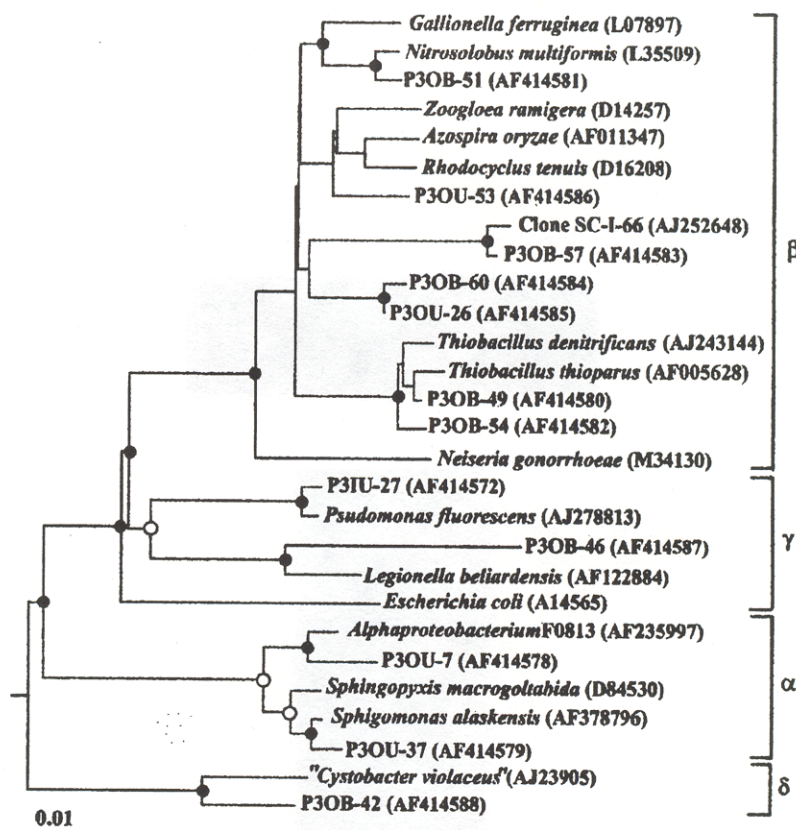 Gallionella ferruginea (L07897)
Nitrosolobus multiformis (L35509)
P3OB-51 (AF414581)
Zoogloea ramigera (D14257)
Azospira oryzae (AF011347)
Rhodocyclus tenuis (D16208)
P3OU-53 (AF414586)
Clone SC-I-66 (AJ252648)
P3OB-57 (AF414583)
β
P3OB-60 (AF414584)
P3OU-26 (AF414585)
Thiobacillus denitrificans (AJ243144)
Thiobacillus thioparus (AF005628)
P3OB-49 (AF414580)
P3OB-54 (AF414582)
Neiseria gonorrhoeae (M34130)
P3IU-27 (AF414572)
Psudomonas fluorescens (AJ278813)
γ
P3OB-46 (AF414587)
Legionella beliardensis (AF122884)
Escherichia coli (A14565)
AlphaproteobacteriumF0813 (AF235997)
P3OU-7 (AF414578)
α
Sphingopyxis macrogoltabida (D84530)
Sphigomonas alaskensis (AF378796)
P3OU-37 (AF414579)
"Cystobacter violaceus"(AJ23905)
δ
P3OB-42 (AF414588)
0.01